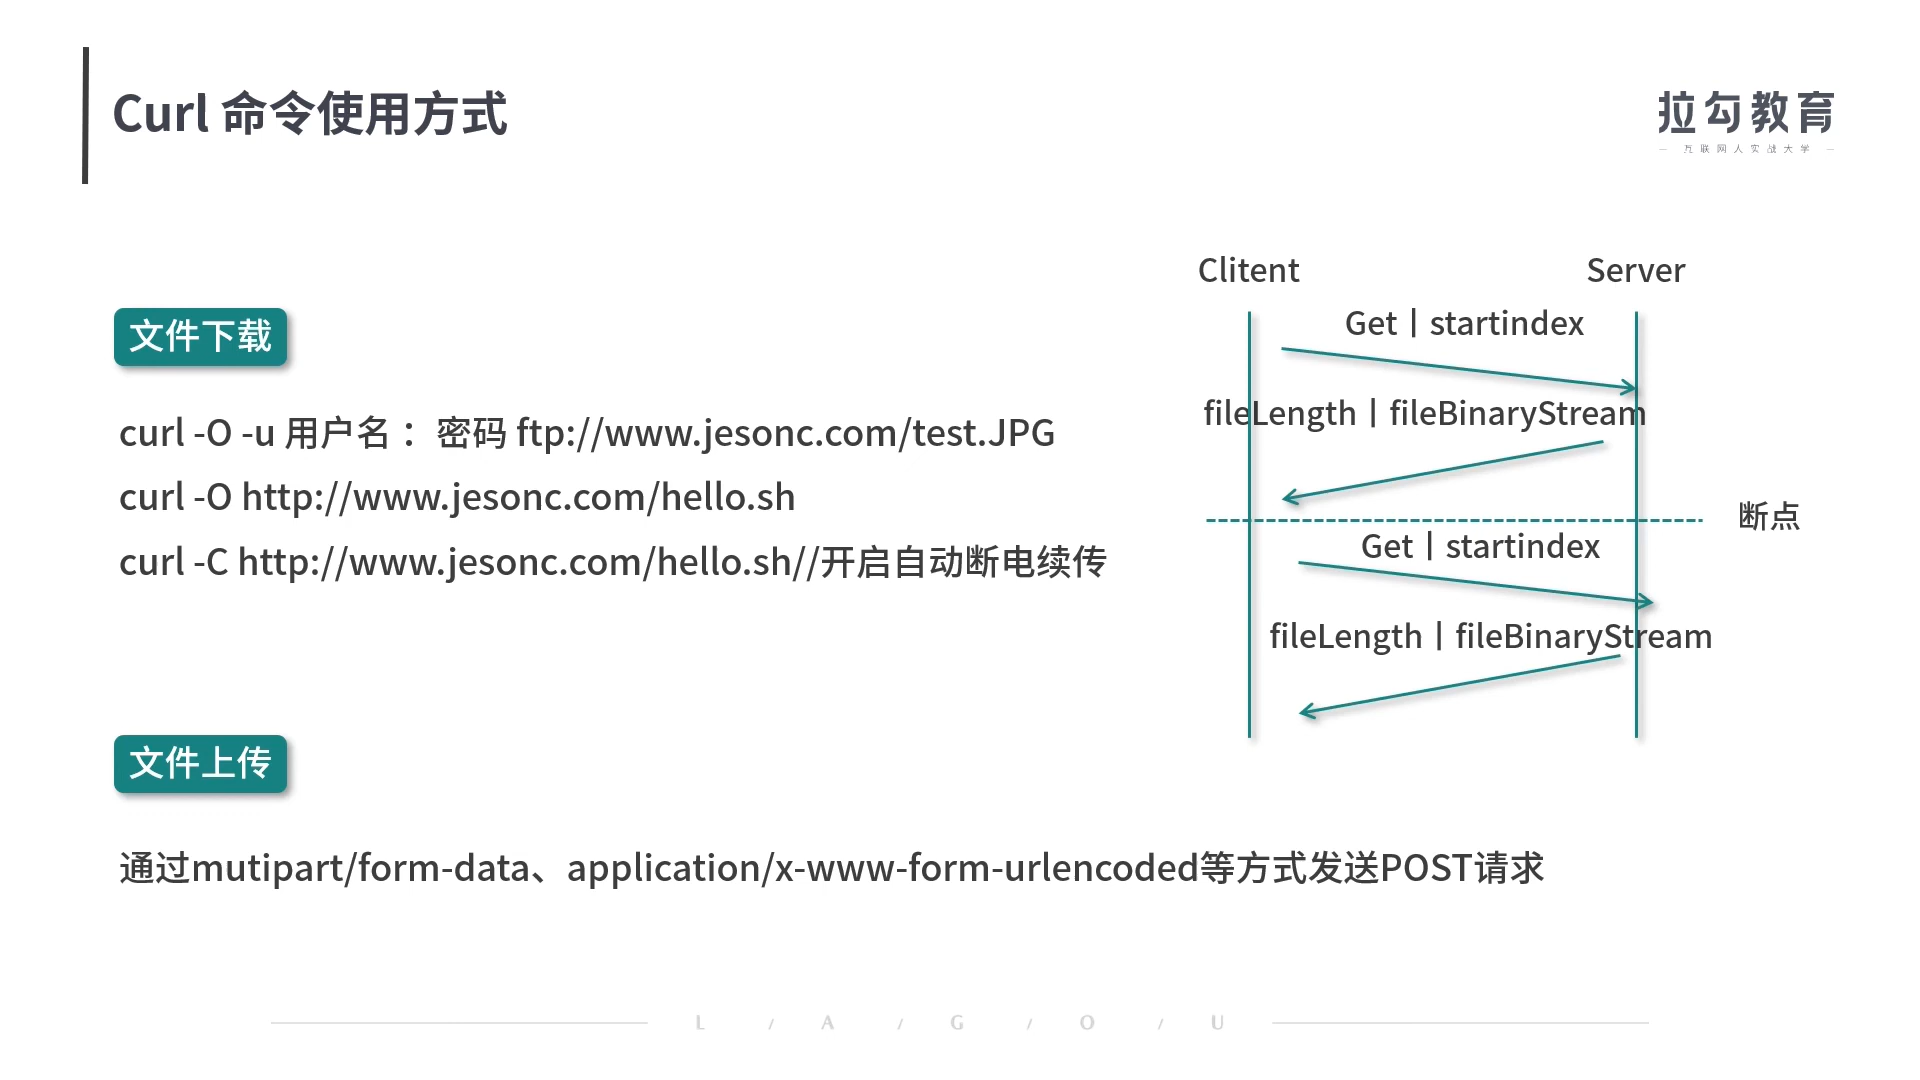 Curl 命令使用方式
拉勾教育
— 互联网人实战大学 —
文件下载
curl -O -u 用户名 ： 密码 ftp://www.jesonc.com/test.JPG
curl -O http://www.jesonc.com/hello.sh
curl -C http://www.jesonc.com/hello.sh//开启自动断电续传
Clitent
Server
Get | startindex
fileLength | fileBinaryStream
断点
Get | startindex
fileLength | fileBinaryStream
文件上传
通过mutipart/form-data、application/x-www-form-urlencoded等方式发送POST请求
L / A / G / O / U